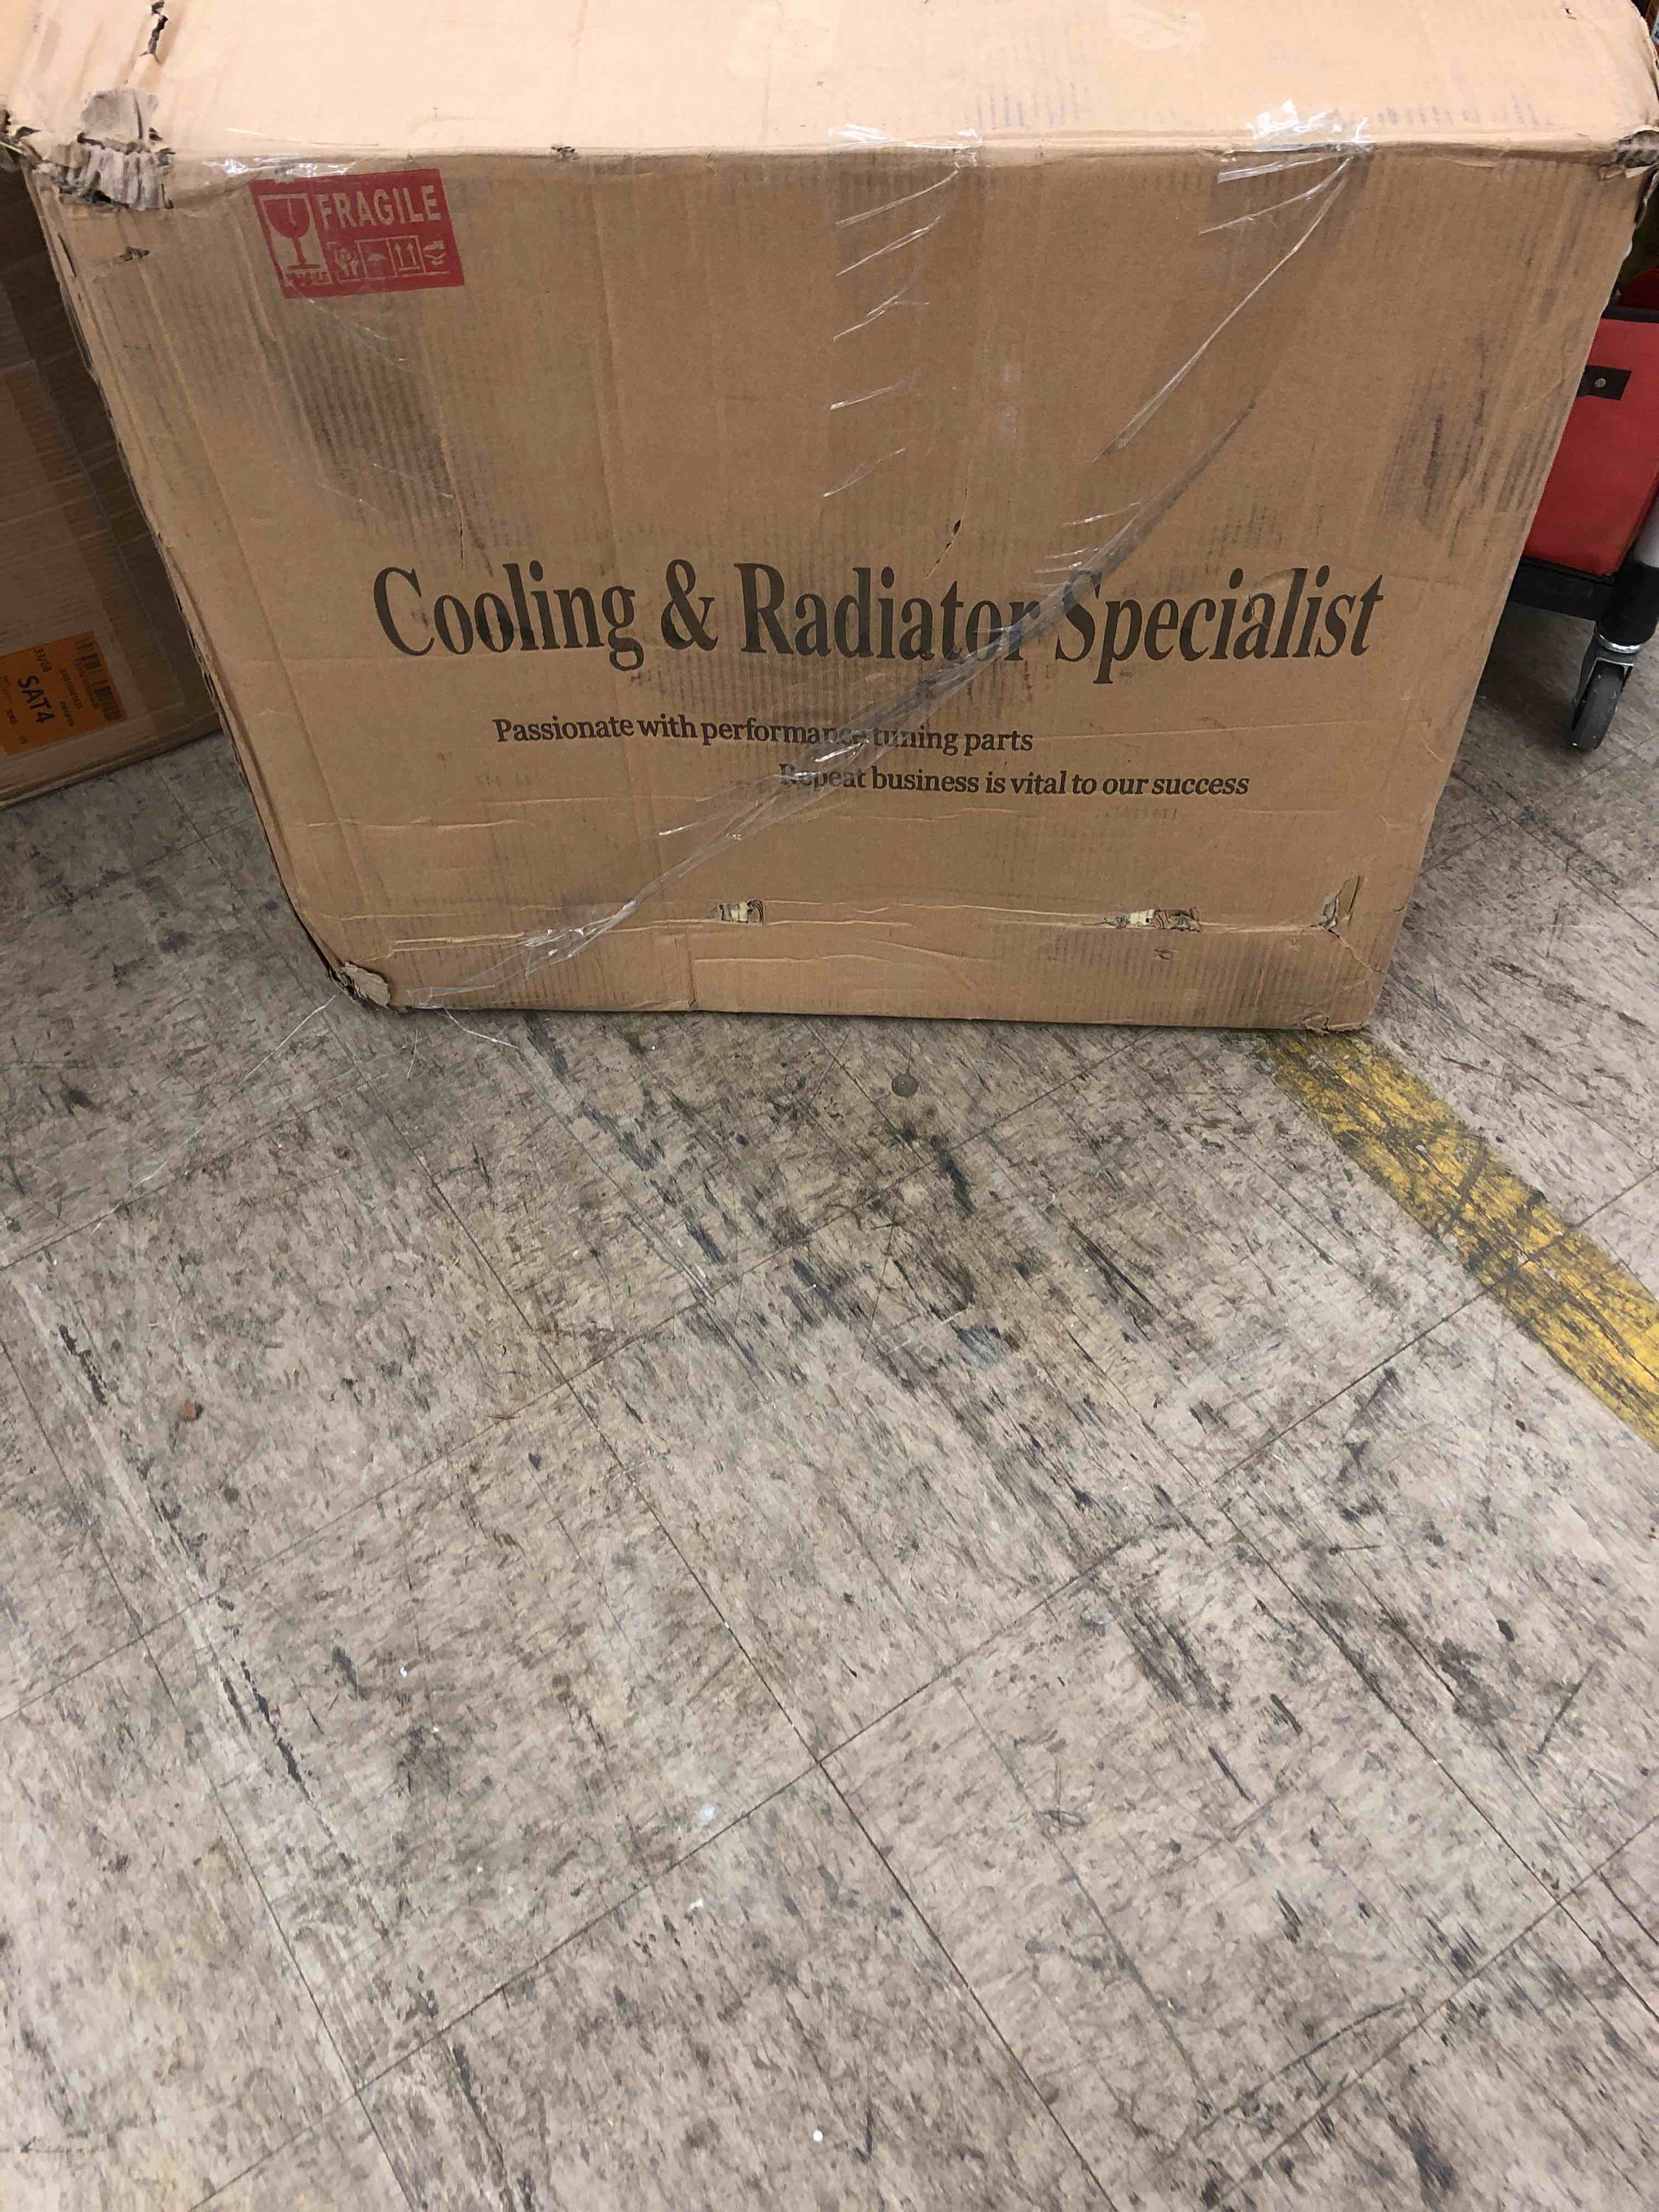 FRAGILE
Cooling & Radiator Specialist
Passionate with performance tuning parts
Repeat business is vital to our success
SAT4